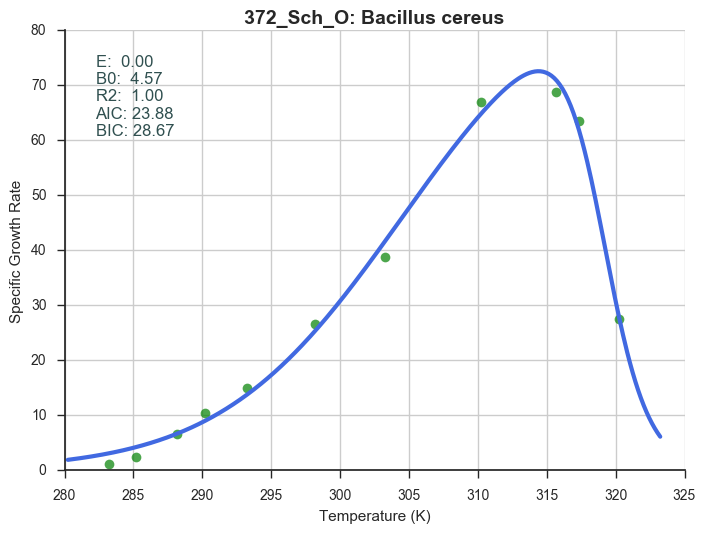 372_Sch_O: Bacillus cereus
E:  0.00
B0:  4.57
R2:  1.00
AIC: 23.88
BIC: 28.67
Specific Growth Rate
80
70
60
50
40
30
20
10
0
280 285 290 295 300 305 310 315 320 325
Temperature (K)